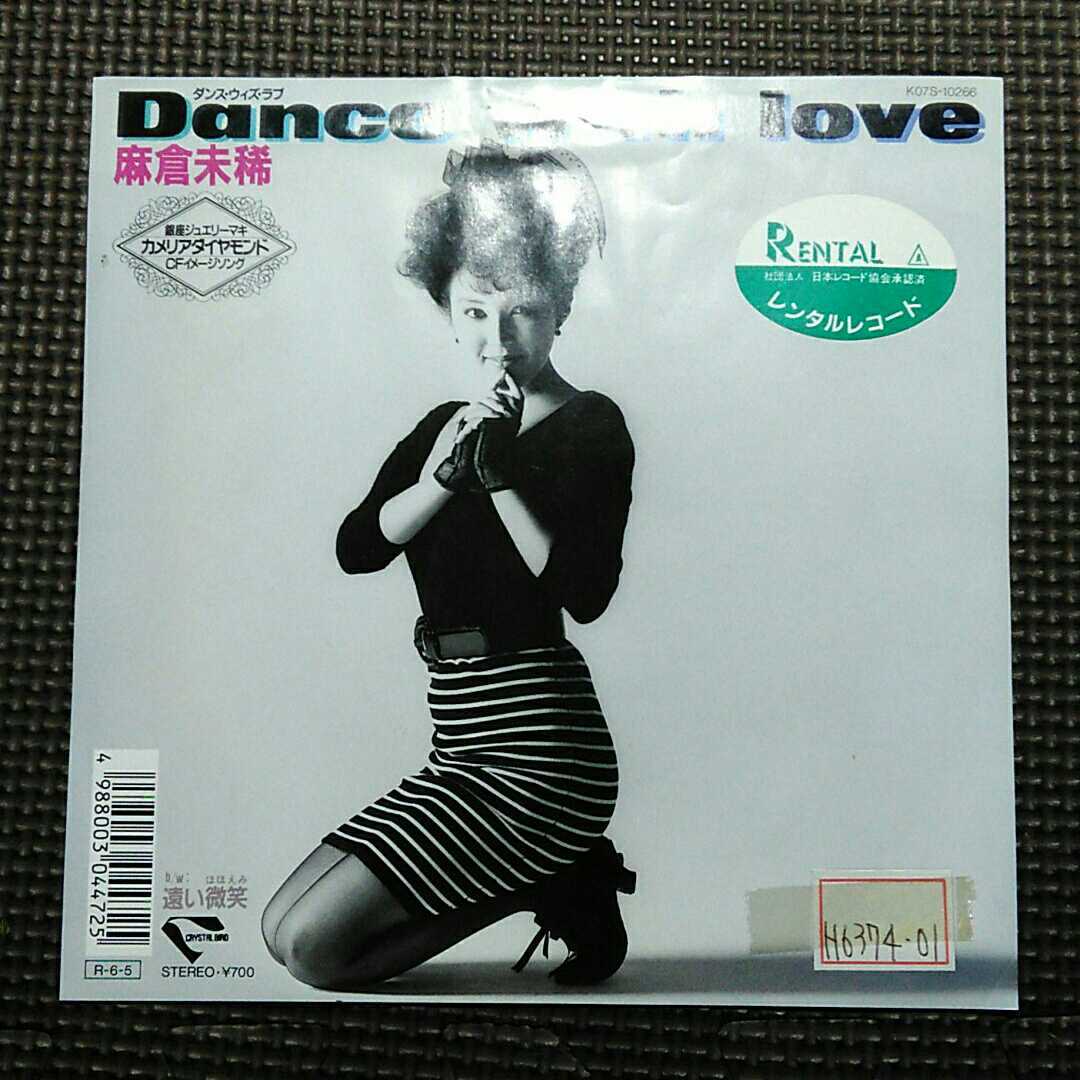 ダンス・ウィズ・ラブ
K07S-10266
Dance love
麻倉未稀
銀座ジュエリーマキ
カメリアダイヤモンド
CFイメージソング
RENTAL
社団法人 日本レコード協会承認済
レンタルレコード
4 988003 044725
b/w:
ほほえみ
遠い微笑
CRYSTAL BIRD
R-6-5
STEREO・¥700
H6374-01